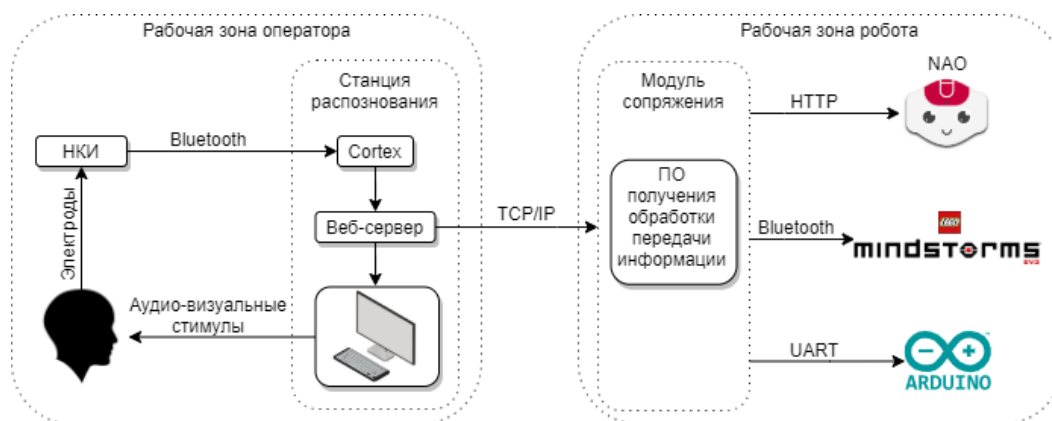 Рабочая зона оператора
Станция
распознования
НКИ
Bluetooth
Cortex
Электроды
Веб-сервер
Аудио-визуальные
стимулы
TCP/IP
Рабочая зона робота
Модуль
сопряжения
ПО
получения
обработки
передачи
информации
HTTP
NAO
Bluetooth
LEGO
mindstorms
EV3
UART
ARDUINO